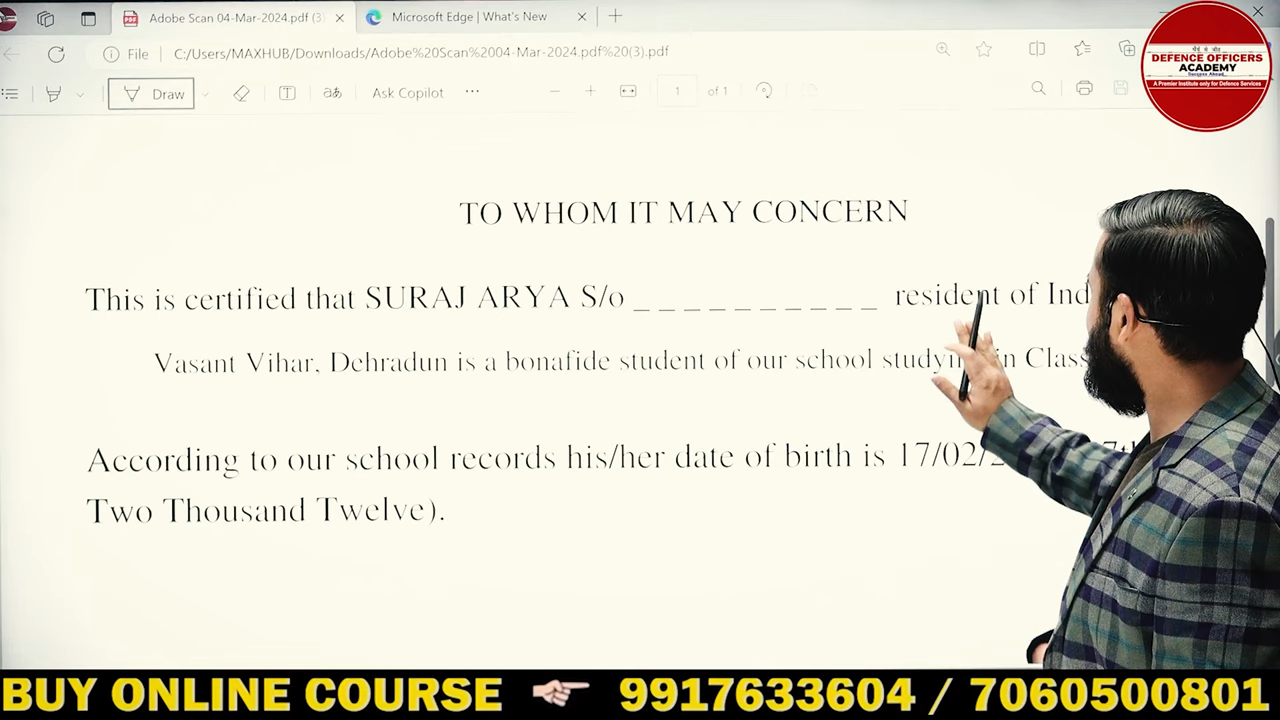 Adobe Scan 04-Mar-2024.pdf (3)
Microsoft Edge | What's New
File
C:/Users/MAXHUB/Downloads/Adobe%20Scan%2004-Mar-2024.pdf%20(3).pdf
Draw
aあ
Ask Copilot
1 of 1
धैर्य से जीत
DEFENCE OFFICERS
ACADEMY
Success Ahead...
A Premier Institute only for Defence Services
TO WHOM IT MAY CONCERN
This is certified that SURAJ ARYA S/o _ _ _ _ _ _ _ _ _ _ resident of
Vasant Vihar, Dehradun is a bonafide student of our school in Class
According to our school records his/her date of birth is 17/02/
Two Thousand Twelve).
BUY ONLINE COURSE 9917633604 / 7060500801